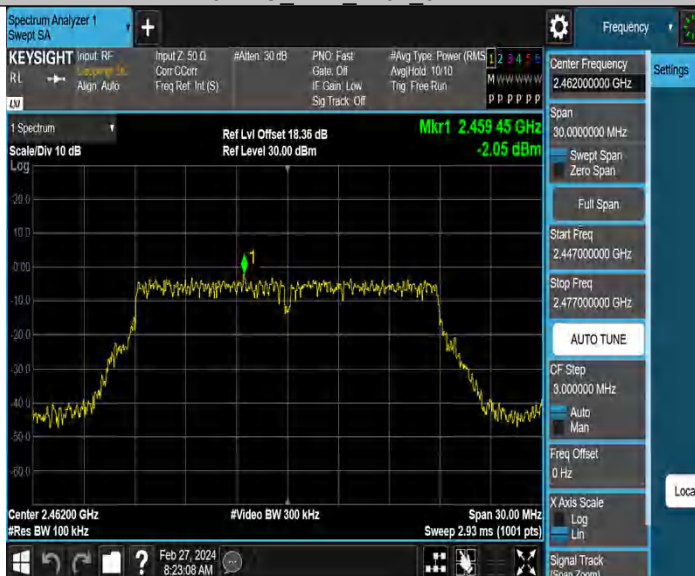 Spectrum Analyzer 1
Swept SA
+
Frequency
KEYSIGHT
RL
Input: RF
Coupling: DC
Align: Auto
Input Z: 50 Ω
Corr CCorr
Freq Ref: Int (S)
#Atten: 30 dB
PNO: Fast
Gate: Off
IF Gain: Low
Sig Track: Off
#Avg Type: Power (RMS
Avg|Hold: 10/10
Trig: Free Run
1 2 3 4 5 6
M W W W W W
P P P P P P
LXI
1 Spectrum
Scale/Div 10 dB
Ref Lvl Offset 18.36 dB
Ref Level 30.00 dBm
Mkr1 2.459 45 GHz
-2.05 dBm
Log
20.0
10.0
0.00
-10.0
-20.0
-30.0
-40.0
-50.0
-60.0
1
Center 2.46200 GHz
#Res BW 100 kHz
#Video BW 300 kHz
Span 30.00 MHz
Sweep 2.93 ms (1001 pts)
?
Feb 27, 2024
8:23:08 AM
Center Frequency
2.462000000 GHz
Settings
Span
30.0000000 MHz
Swept Span
Zero Span
Full Span
Start Freq
2.447000000 GHz
Stop Freq
2.477000000 GHz
AUTO TUNE
CF Step
3.000000 MHz
Auto
Man
Freq Offset
0 Hz
Loca
X Axis Scale
Log
Lin
Signal Track
(Span Zoom)